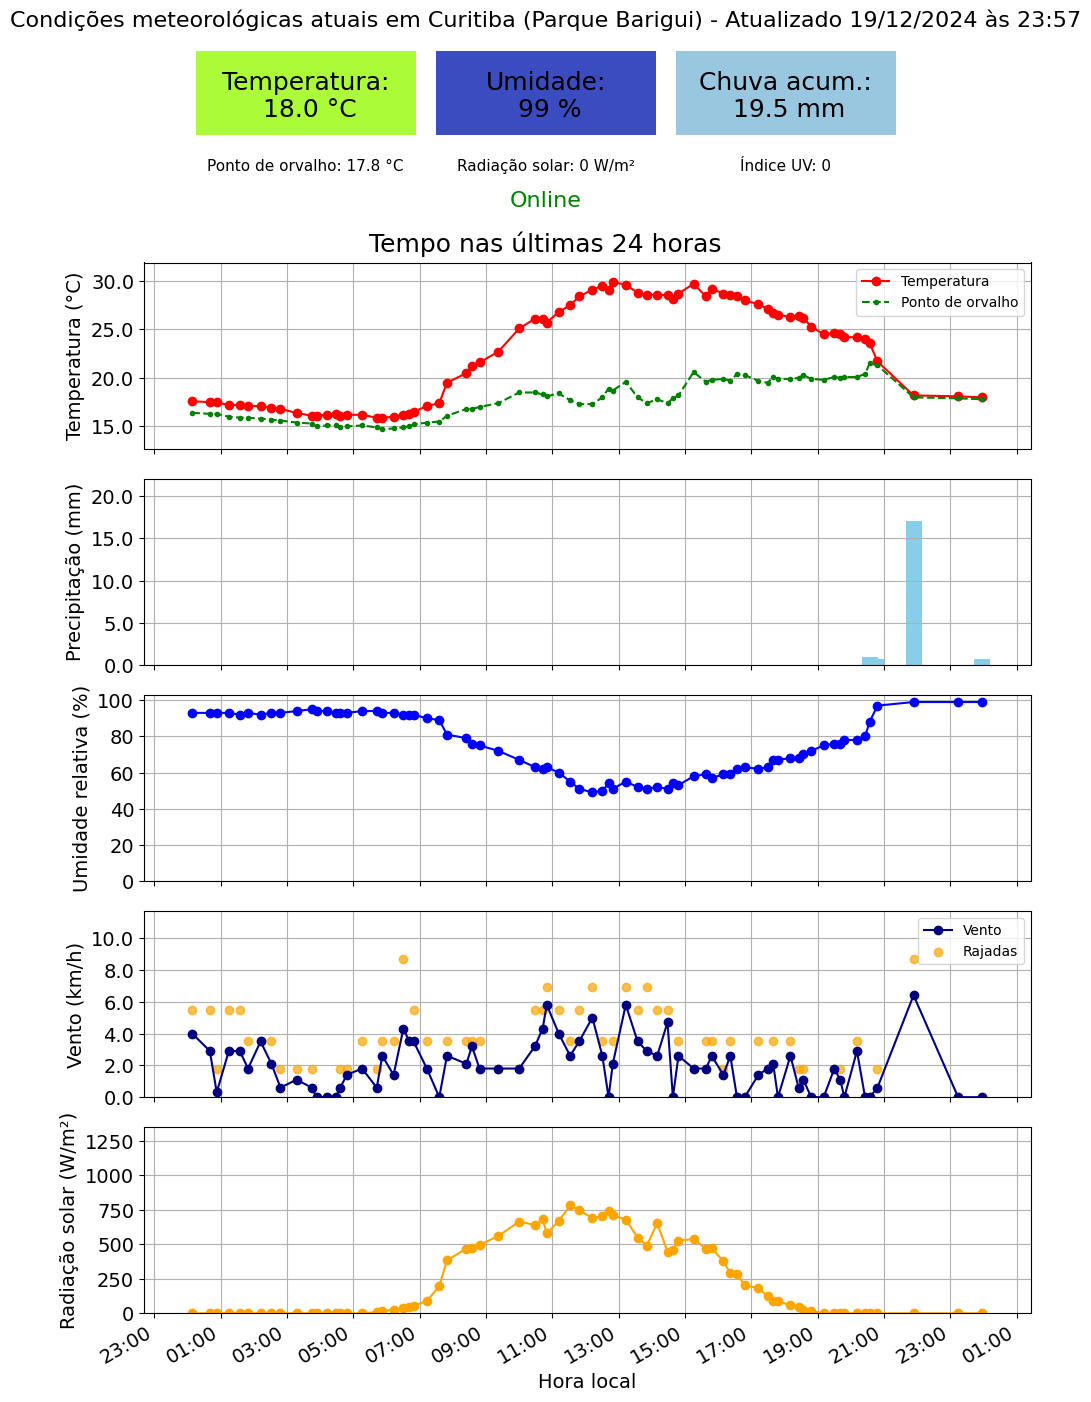 Condições meteorológicas atuais em Curitiba (Parque Barigui) - Atualizado 19/12/2024 às 23:57
Temperatura:
18.0 °C
Umidade:
99 %
Chuva acum.:
19.5 mm
Ponto de orvalho: 17.8 °C
Radiação solar: 0 W/m²
Índice UV: 0
Online
Tempo nas últimas 24 horas
Temperatura (°C)
30.0
25.0
20.0
15.0
Temperatura
Ponto de orvalho
Precipitação (mm)
20.0
15.0
10.0
5.0
0.0
Umidade relativa (%)
100
80
60
40
20
0
Vento (km/h)
10.0
8.0
6.0
4.0
2.0
0.0
Vento
Rajadas
Radiação solar (W/m²)
1250
1000
750
500
250
0
23:00
01:00
03:00
05:00
07:00
09:00
11:00
13:00
15:00
17:00
19:00
21:00
23:00
01:00
Hora local